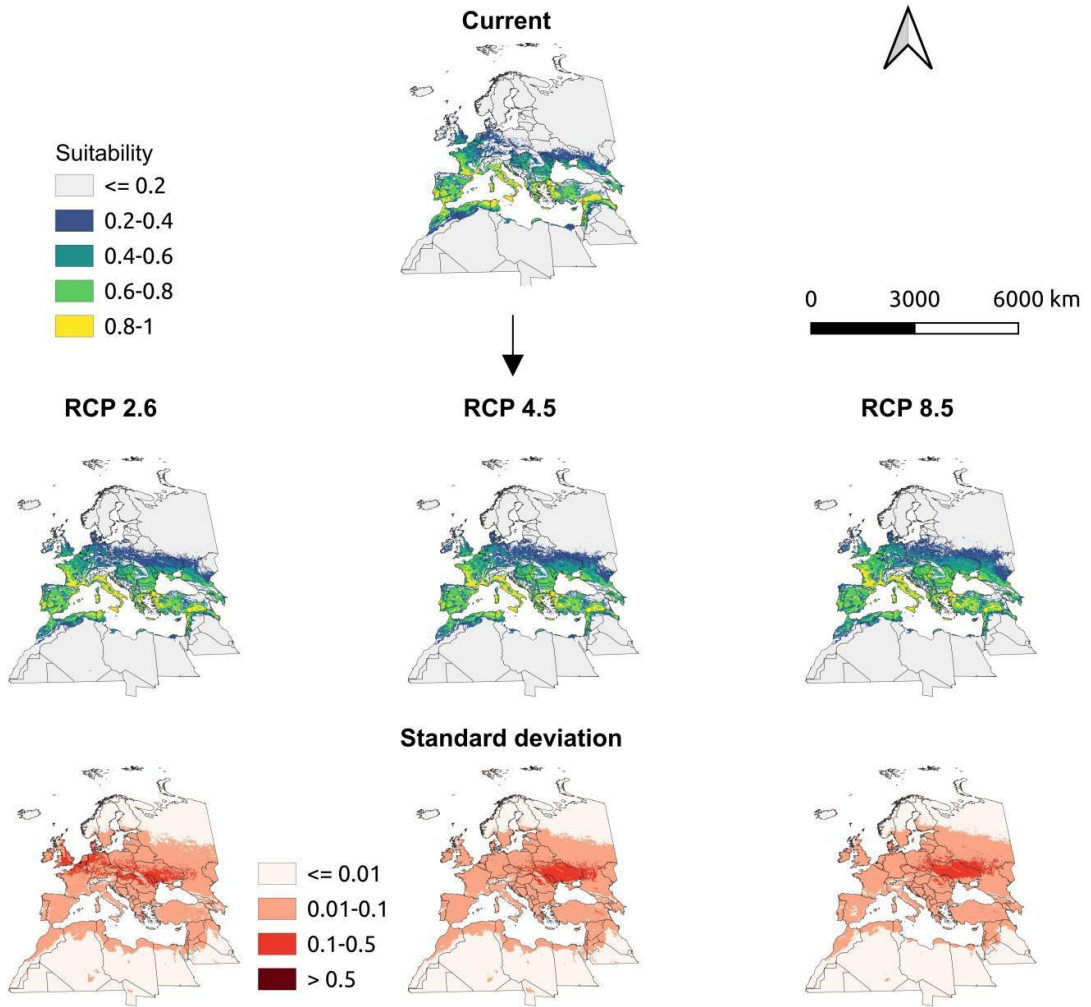 Current
Suitability
<= 0.2
0.2-0.4
0.4-0.6
0.6-0.8
0.8-1
0 3000 6000 km
RCP 2.6 RCP 4.5 RCP 8.5
Standard deviation
<= 0.01
0.01-0.1
0.1-0.5
> 0.5